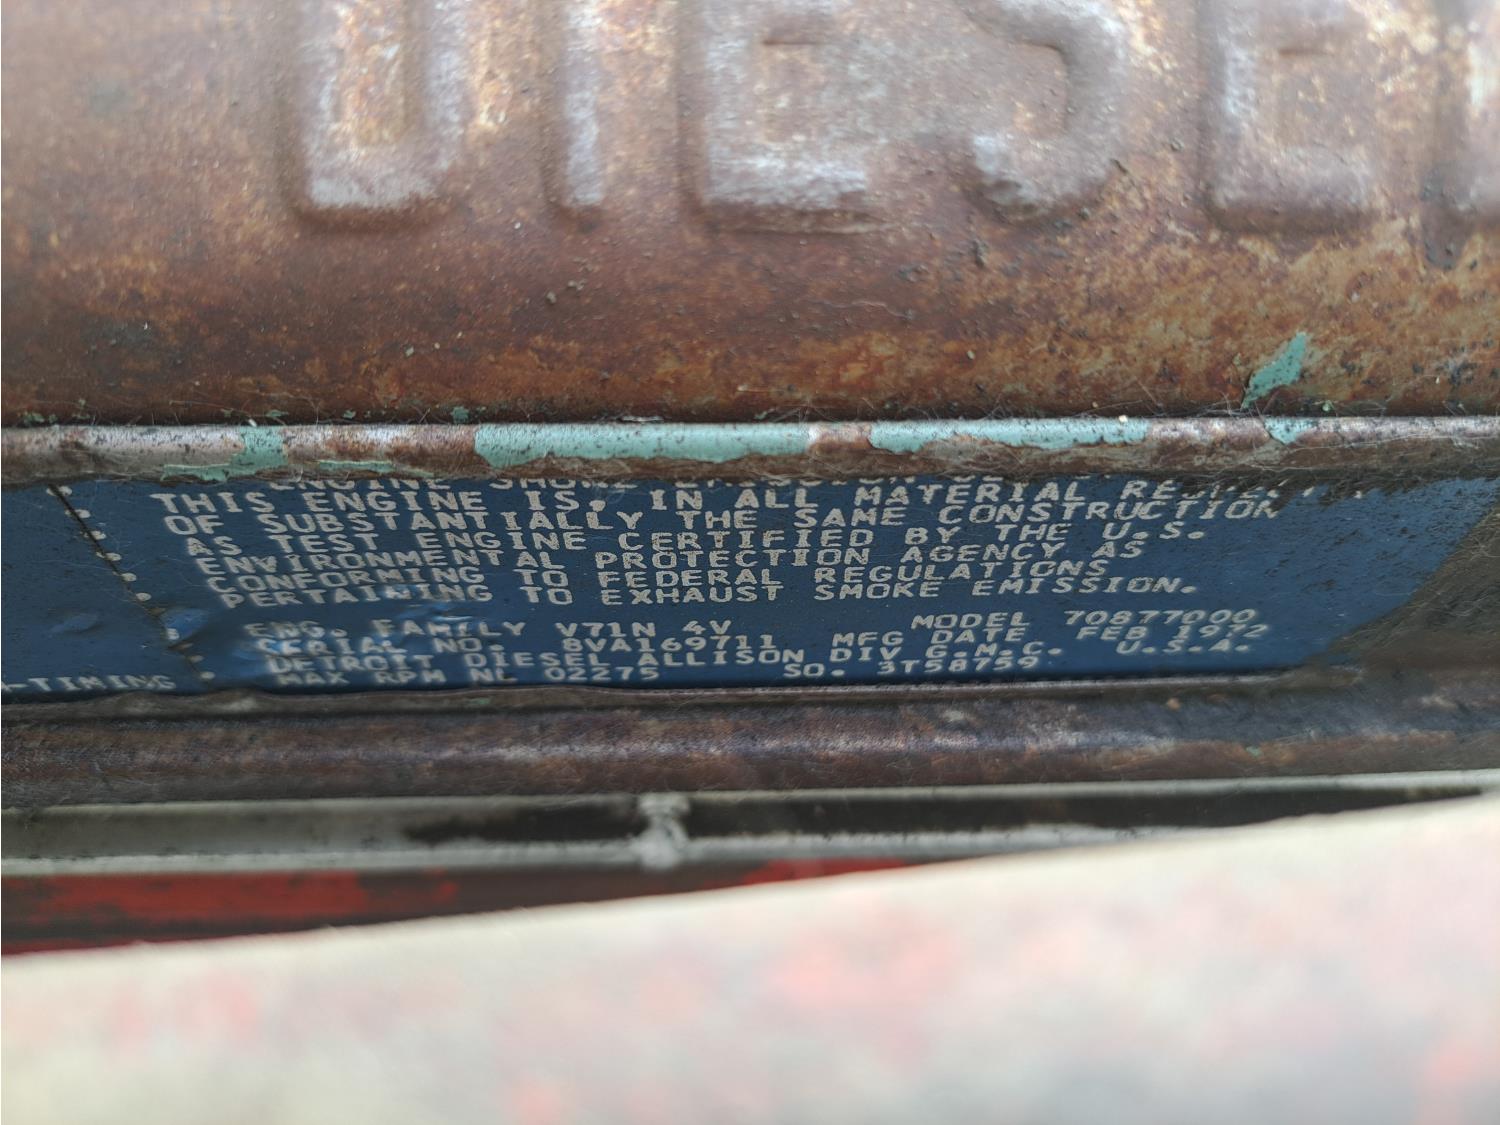 DIESEL
THIS ENGINE IS, IN ALL MATERIAL RESPECTS
OF SUBSTANTIALLY THE SAME CONSTRUCTION
AS TEST ENGINE CERTIFIED BY THE U.S.
ENVIRONMENTAL PROTECTION AGENCY AS
CONFORMING TO FEDERAL REGULATIONS
PERTAINING TO EXHAUST SMOKE EMISSION.
ENG. FAMILY V71N 4V MODEL 70877000
SERIAL NO. 8VA169711 MFG DATE FEB 1972
DETROIT DIESEL ALLISON DIV G.M.C. U.S.A.
MAX RPM NL 02275 SO. 3T58759
-TIMING